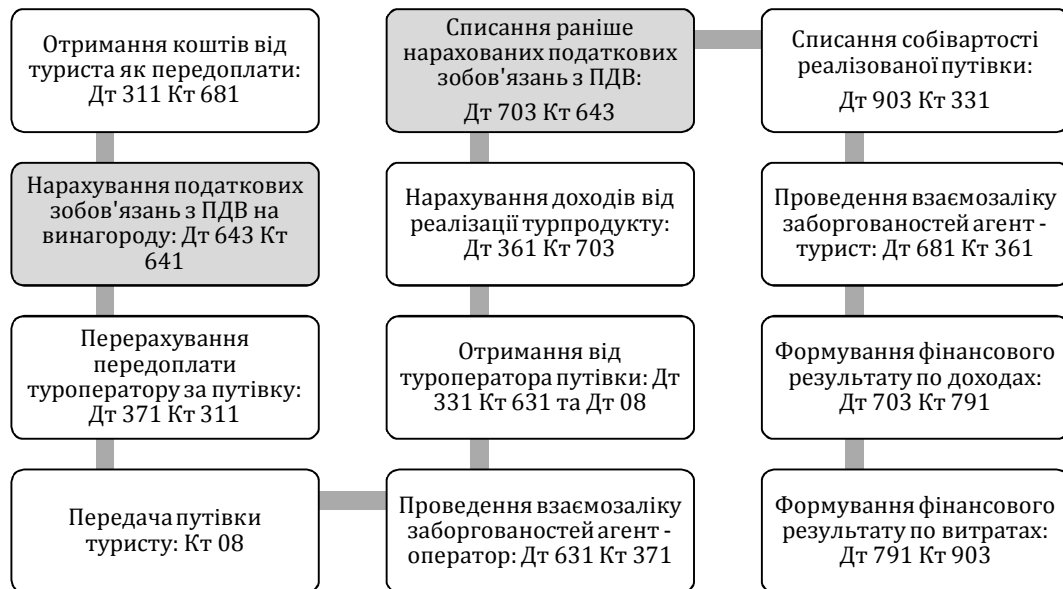 Отримання коштів від
туриста як передоплати:
Дт 311 Кт 681
Нарахування податкових
зобов'язань з ПДВ на
винагороду: Дт 643 Кт
641
Перерахування
передоплати
туроператору за путівку:
Дт 371 Кт 311
Передача путівки
туристу: Кт 08
Проведення взаємозаліку
заборгованостей агент -
оператор: Дт 631 Кт 371
Отримання від
туроператора путівки: Дт
331 Кт 631 та Дт 08
Нарахування доходів від
реалізації турпродукту:
Дт 361 Кт 703
Списання раніше
нарахованих податкових
зобов'язань з ПДВ:
Дт 703 Кт 643
Списання собівартості
реалізованої путівки:
Дт 903 Кт 331
Проведення взаємозаліку
заборгованостей агент -
турист: Дт 681 Кт 361
Формування фінансового
результату по доходах:
Дт 703 Кт 791
Формування фінансового
результату по витратах:
Дт 791 Кт 903